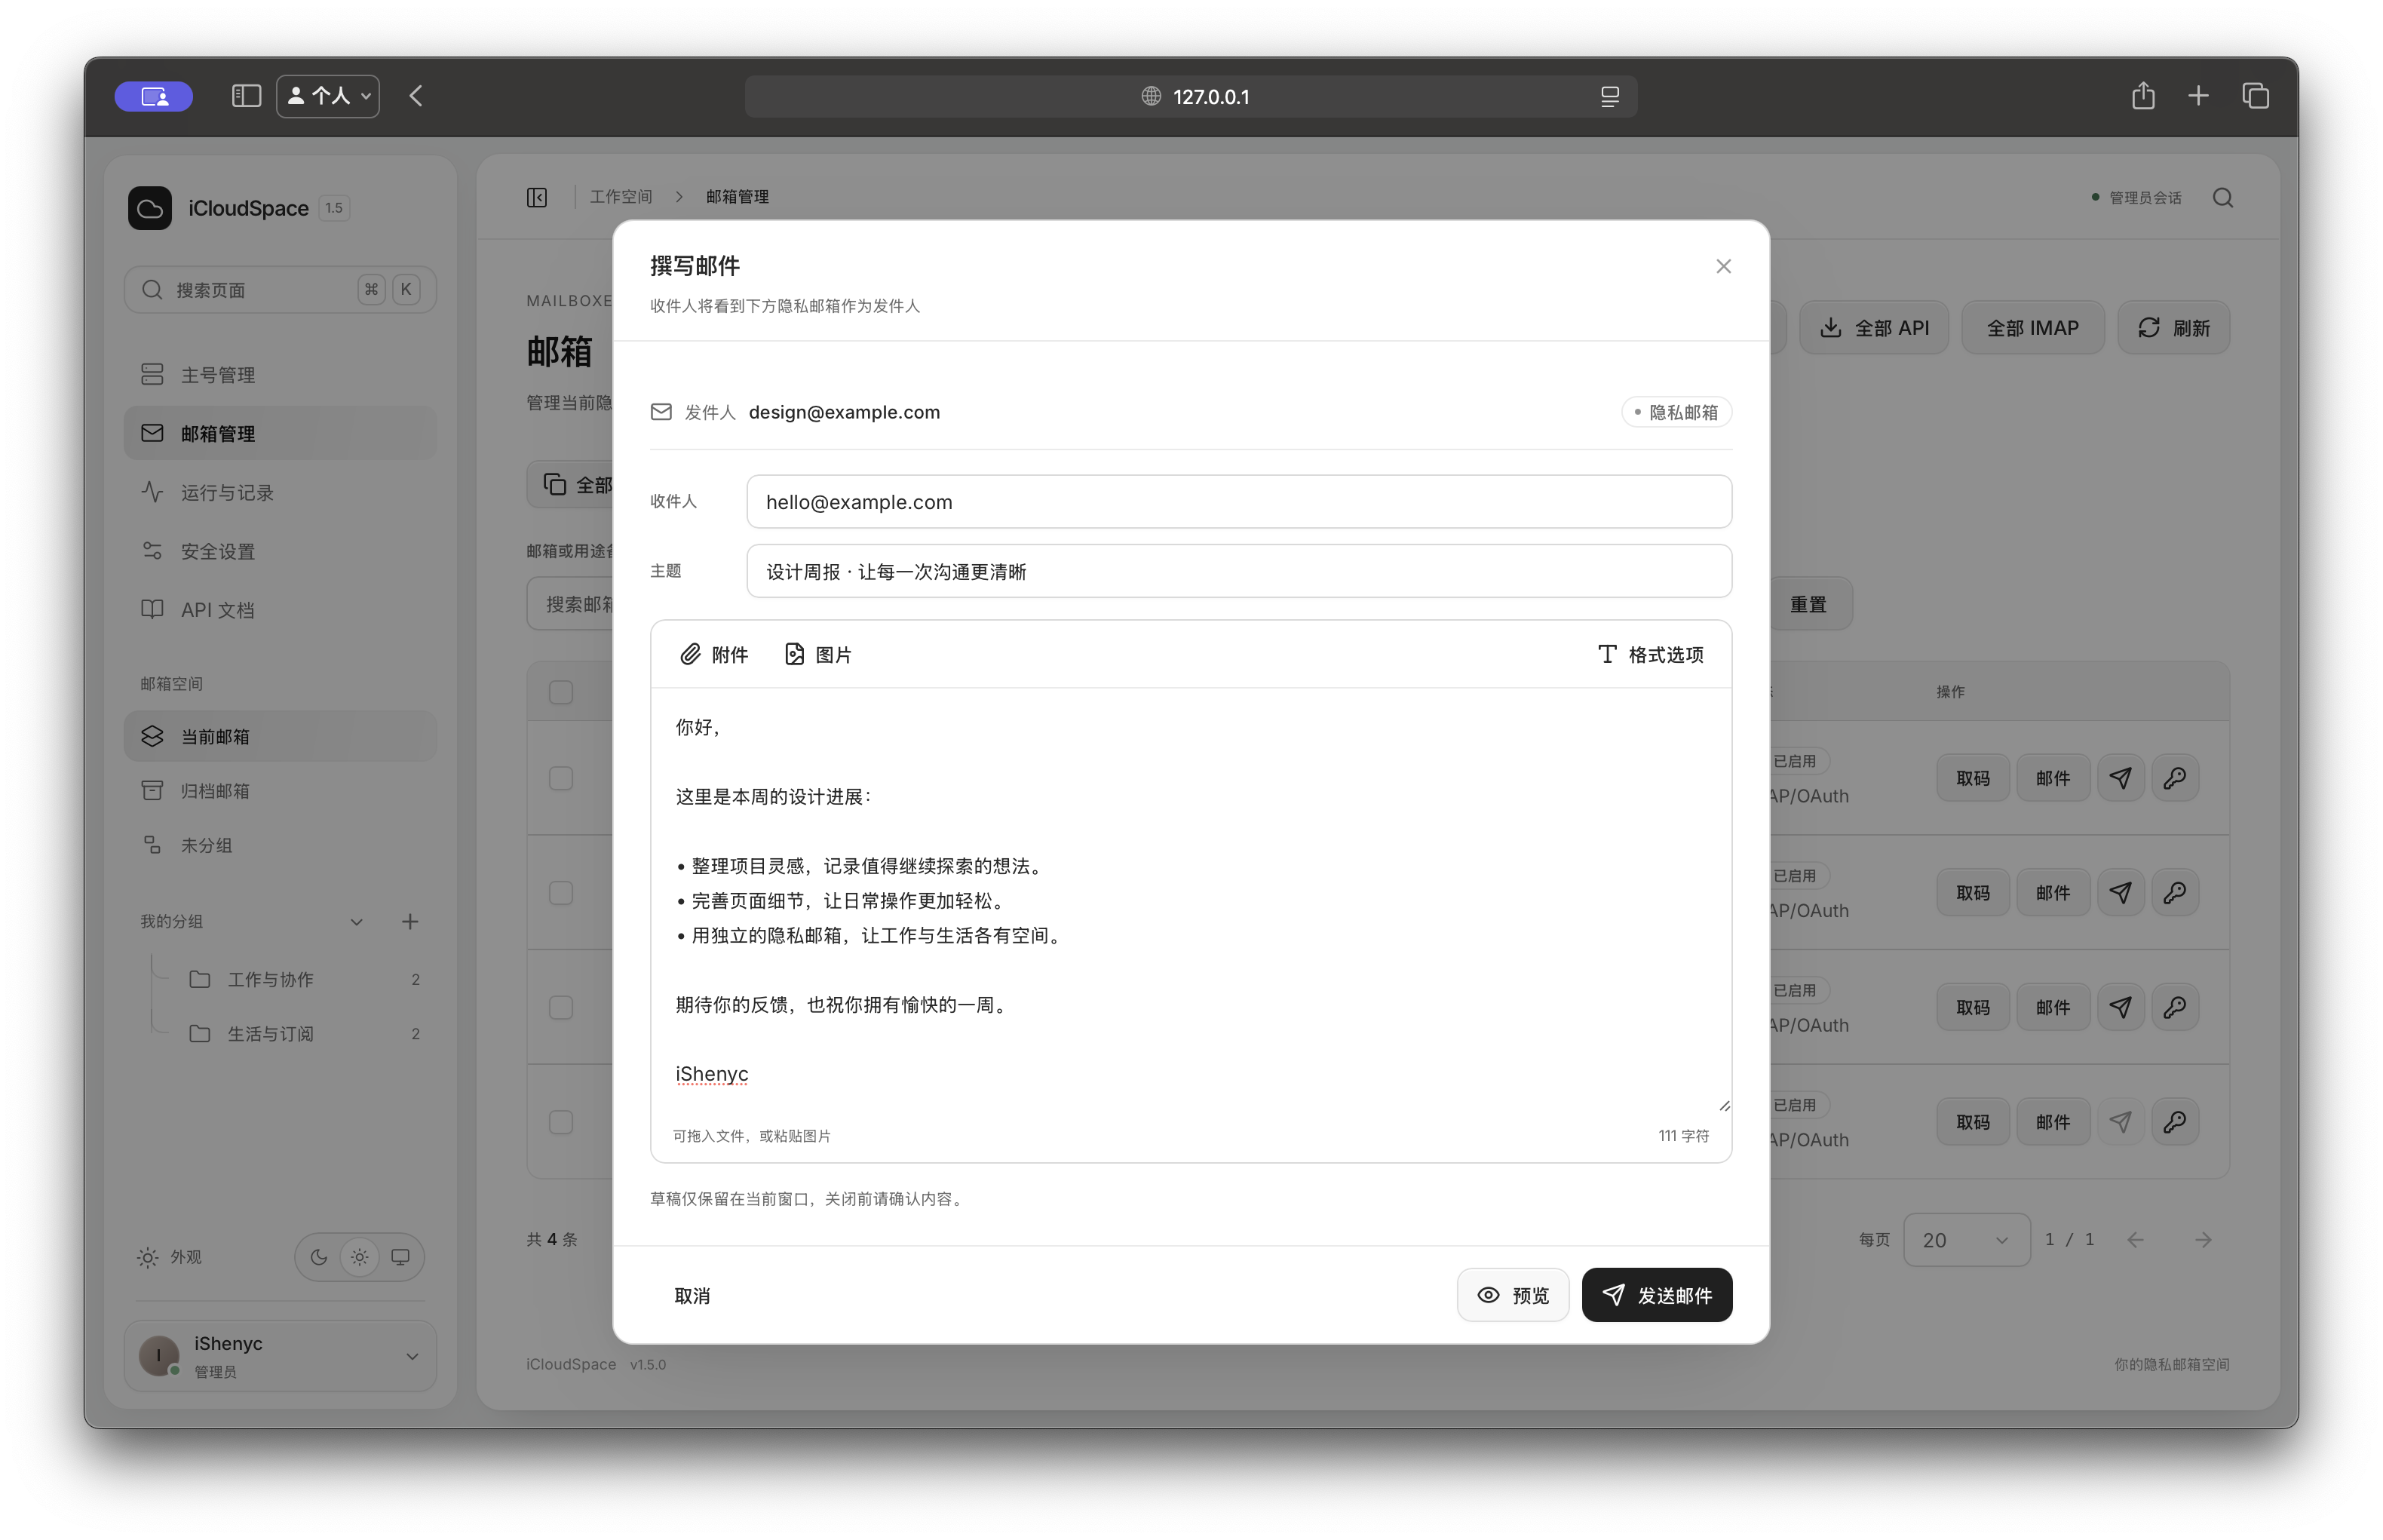 个人
127.0.0.1
iCloudSpace 1.5
搜索页面 ⌘ K
主号管理
邮箱管理
运行与记录
安全设置
API 文档
邮箱空间
当前邮箱
归档邮箱
未分组
我的分组
工作与协作 2
生活与订阅 2
外观
I
iShenyc
管理员
工作空间 > 邮箱管理
管理员会话
MAILBOXE
邮箱
管理当前隐
全部 API
全部 IMAP
刷新
全部
邮箱或用途
搜索邮
重置
操作
已启用
AP/OAuth
取码 邮件
已启用
AP/OAuth
取码 邮件
已启用
AP/OAuth
取码 邮件
已启用
AP/OAuth
取码 邮件
共 4 条
每页 20 1 / 1
iCloudSpace v1.5.0
你的隐私邮箱空间
撰写邮件
收件人将看到下方隐私邮箱作为发件人
发件人 design@example.com
隐私邮箱
收件人 hello@example.com
主题 设计周报 · 让每一次沟通更清晰
附件 图片 格式选项
你好，
这里是本周的设计进展：
• 整理项目灵感，记录值得继续探索的想法。
• 完善页面细节，让日常操作更加轻松。
• 用独立的隐私邮箱，让工作与生活各有空间。
期待你的反馈，也祝你拥有愉快的一周。
iShenyc
可拖入文件，或粘贴图片
111 字符
草稿仅保留在当前窗口，关闭前请确认内容。
取消
预览
发送邮件